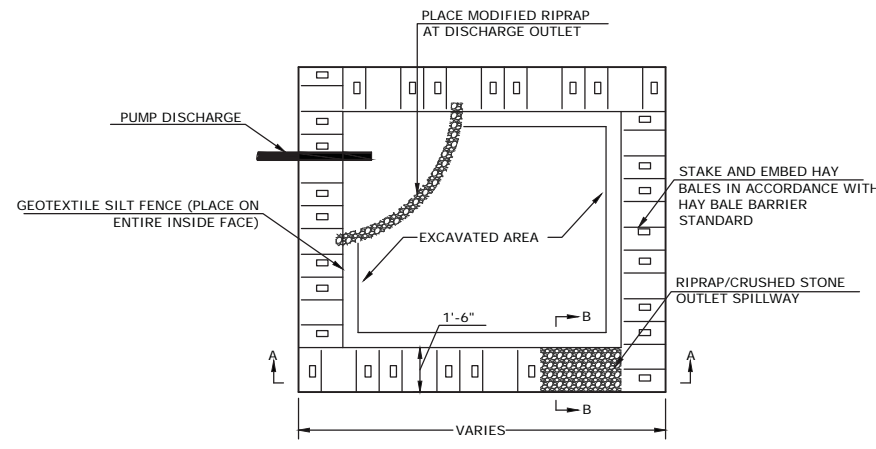 PLACE MODIFIED RIPRAP
AT DISCHARGE OUTLET
PUMP DISCHARGE
STAKE AND EMBED HAY
BALES IN ACCORDANCE WITH
HAY BALE BARRIER
STANDARD
GEOTEXTILE SILT FENCE (PLACE ON
ENTIRE INSIDE FACE)
EXCAVATED AREA
RIPRAP/CRUSHED STONE
OUTLET SPILLWAY
1'-6"
B
A
A
B
VARIES